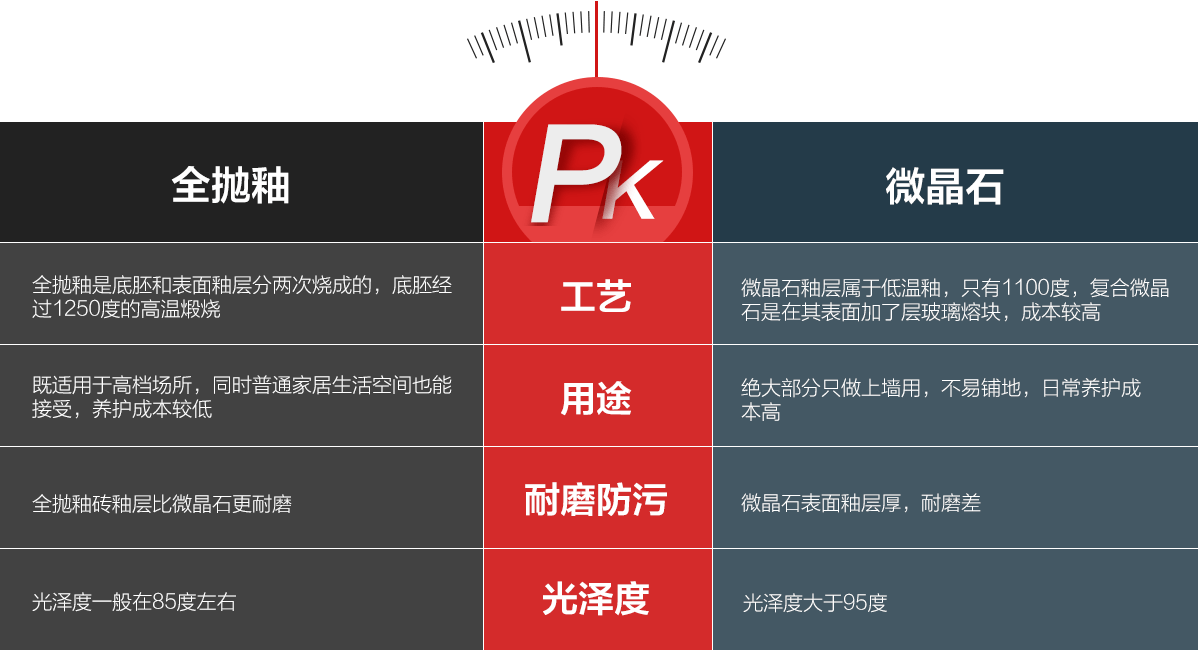 全抛釉
PK
微晶石
全抛釉是底胚和表面釉层分两次烧成的，底胚经
过1250度的高温煅烧
工艺
微晶石釉层属于低温釉，只有1100度，复合微晶
石是在其表面加了层玻璃熔块，成本较高
既适用于高档场所，同时普通家居生活空间也能
接受，养护成本较低
用途
绝大部分只做上墙用，不易铺地，日常养护成
本高
全抛釉砖釉层比微晶石更耐磨
耐磨防污
微晶石表面釉层厚，耐磨差
光泽度一般在85度左右
光泽度
光泽度大于95度